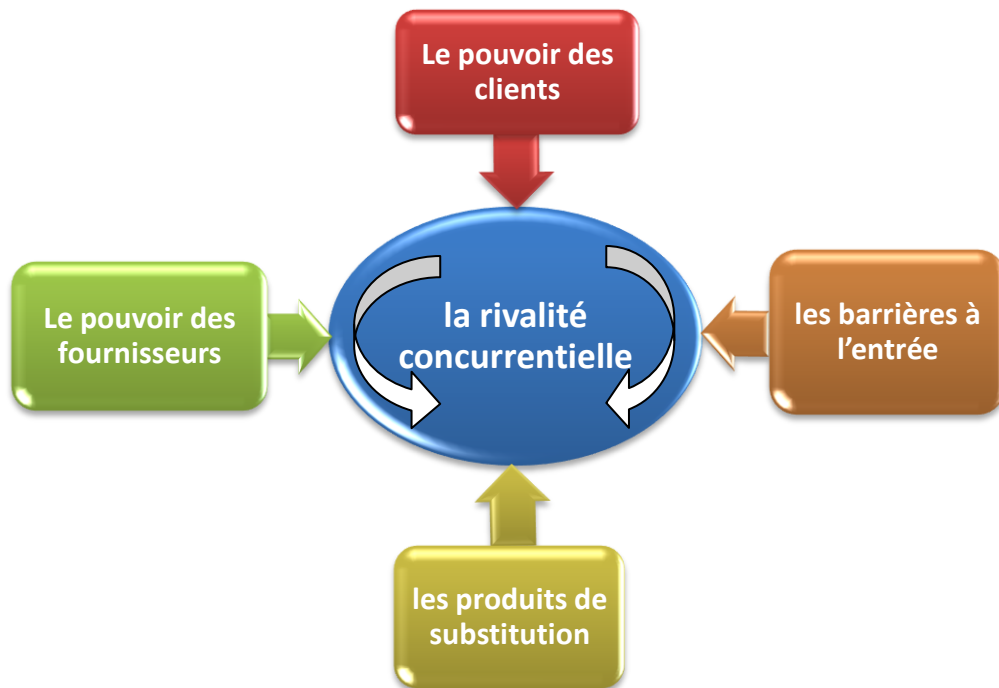 Le pouvoir des
clients
Le pouvoir des
fournisseurs
la rivalité
concurrentielle
les barrières à
l’entrée
les produits de
substitution